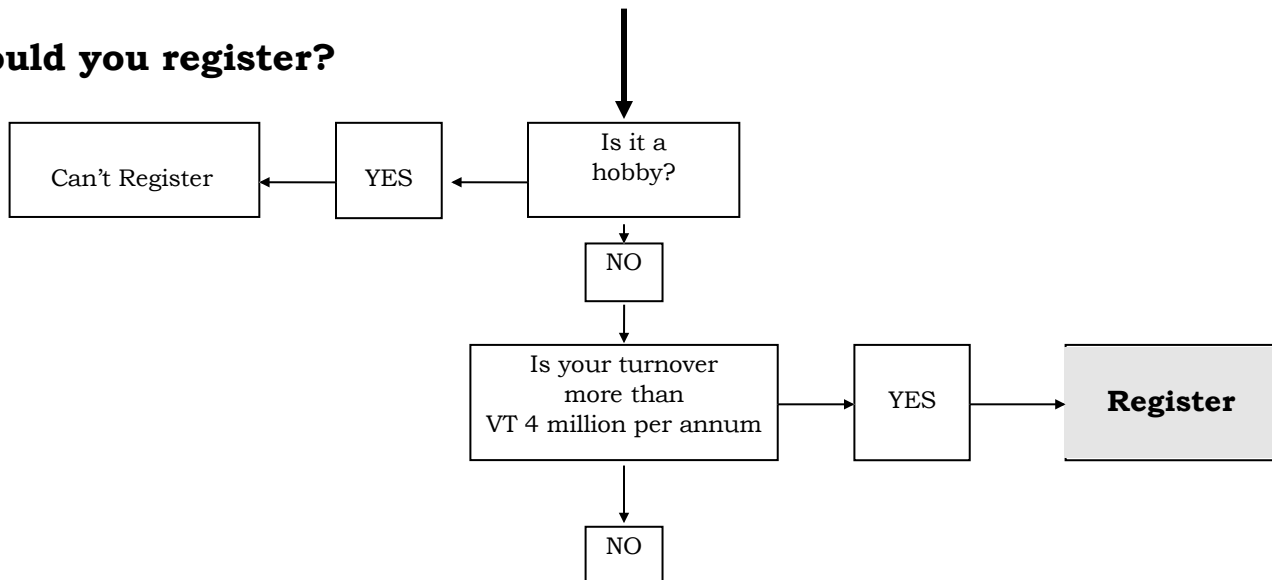 ould you register?
Is it a
hobby?
YES
Can't Register
NO
Is your turnover
more than
VT 4 million per annum
YES
Register
NO